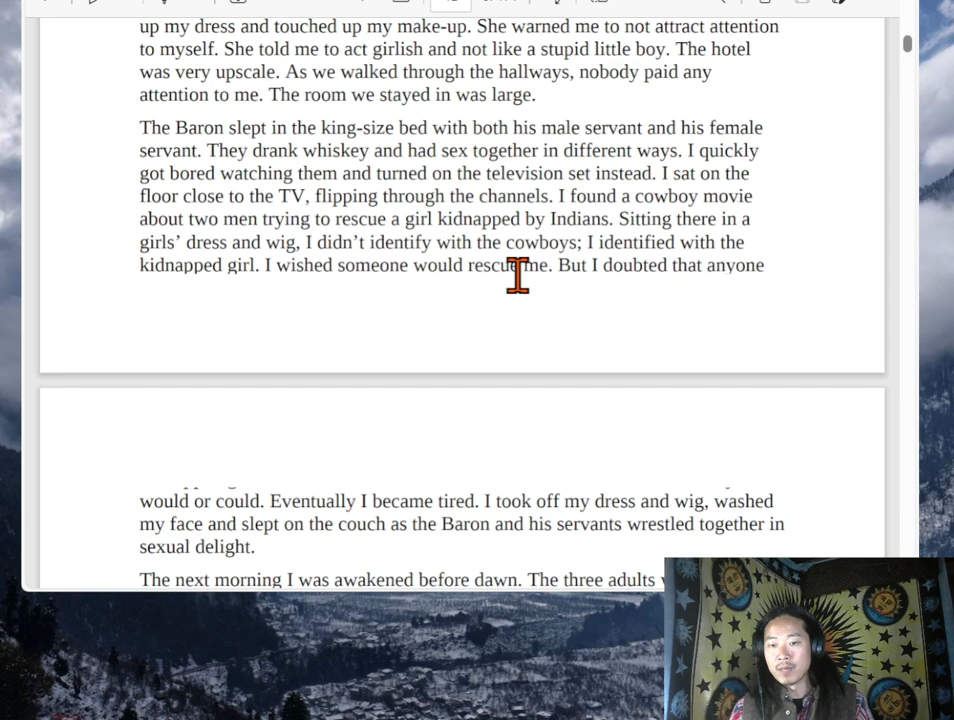 up my dress and touched up my make-up. She warned me to not attract attention
to myself. She told me to act girlish and not like a stupid little boy. The hotel
was very upscale. As we walked through the hallways, nobody paid any
attention to me. The room we stayed in was large.
The Baron slept in the king-size bed with both his male servant and his female
servant. They drank whiskey and had sex together in different ways. I quickly
got bored watching them and turned on the television set instead. I sat on the
floor close to the TV, flipping through the channels. I found a cowboy movie
about two men trying to rescue a girl kidnapped by Indians. Sitting there in a
girls’ dress and wig, I didn’t identify with the cowboys; I identified with the
kidnapped girl. I wished someone would rescue me. But I doubted that anyone
would or could. Eventually I became tired. I took off my dress and wig, washed
my face and slept on the couch as the Baron and his servants wrestled together in
sexual delight.
The next morning I was awakened before dawn. The three adults